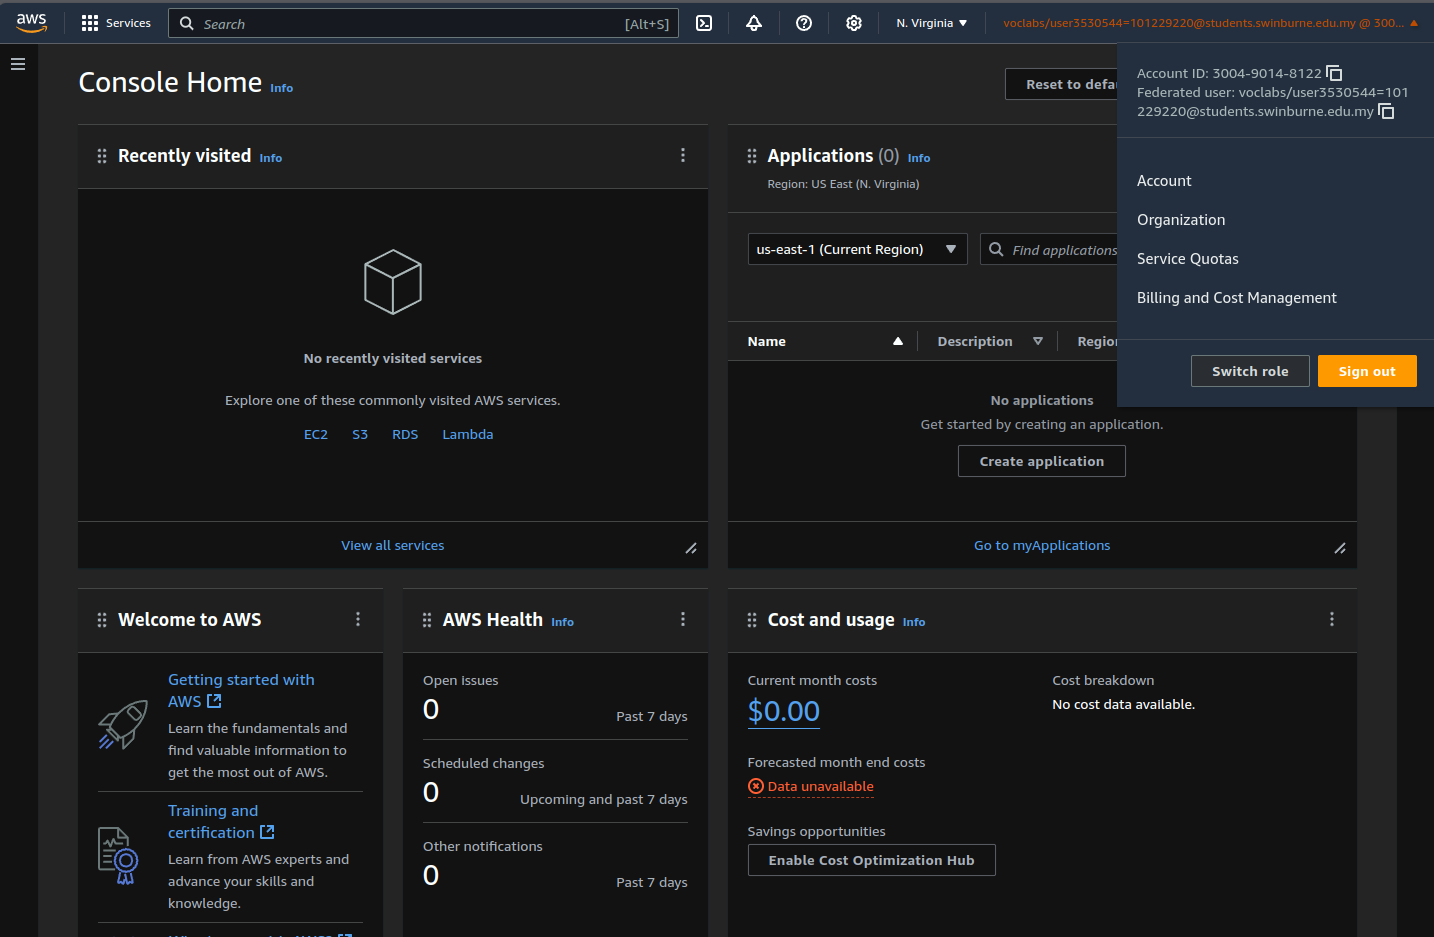 aws
Services
Search
[Alt+S]
N. Virginia
voclabs/user3530544=101229220@students.swinburne.edu.my @ 300...
Account ID: 3004-9014-8122
Federated user: voclabs/user3530544=101
229220@students.swinburne.edu.my
Account
Organization
Service Quotas
Billing and Cost Management
Switch role
Sign out
Console Home
Info
Reset to defau
Recently visited
Info
No recently visited services
Explore one of these commonly visited AWS services.
EC2
S3
RDS
Lambda
View all services
Applications (0)
Info
Region: US East (N. Virginia)
us-east-1 (Current Region)
Find applications
Name
Description
Region
No applications
Get started by creating an application.
Create application
Go to myApplications
Welcome to AWS
Getting started with
AWS
Learn the fundamentals and
find valuable information to
get the most out of AWS.
Training and
certification
Learn from AWS experts and
advance your skills and
knowledge.
AWS Health
Info
Open issues
0
Past 7 days
Scheduled changes
0
Upcoming and past 7 days
Other notifications
0
Past 7 days
Cost and usage
Info
Current month costs
$0.00
Forecasted month end costs
Data unavailable
Savings opportunities
Enable Cost Optimization Hub
Cost breakdown
No cost data available.